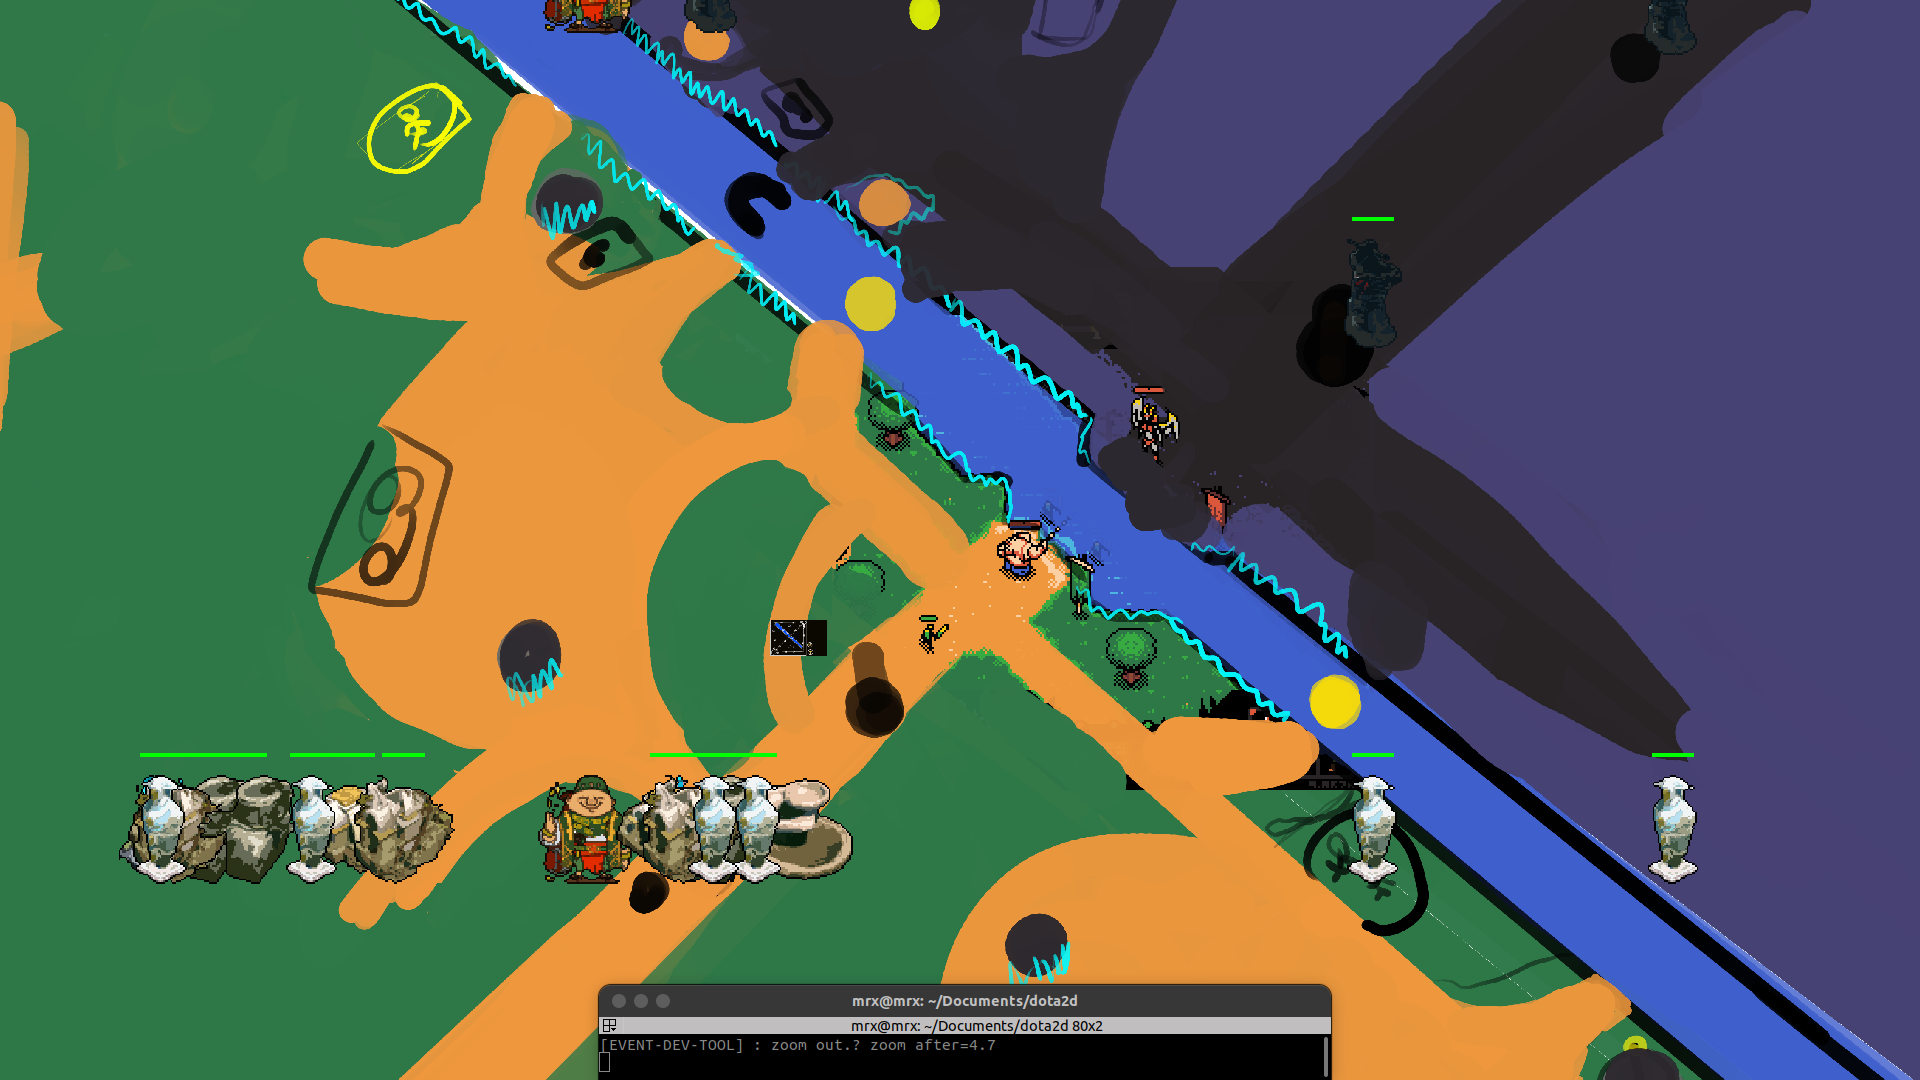 mrx@mrx: ~/Documents/dota2d
mrx@mrx: ~/Documents/dota2d 80x2
[EVENT-DEV-TOOL] : zoom out.? zoom after=4.7